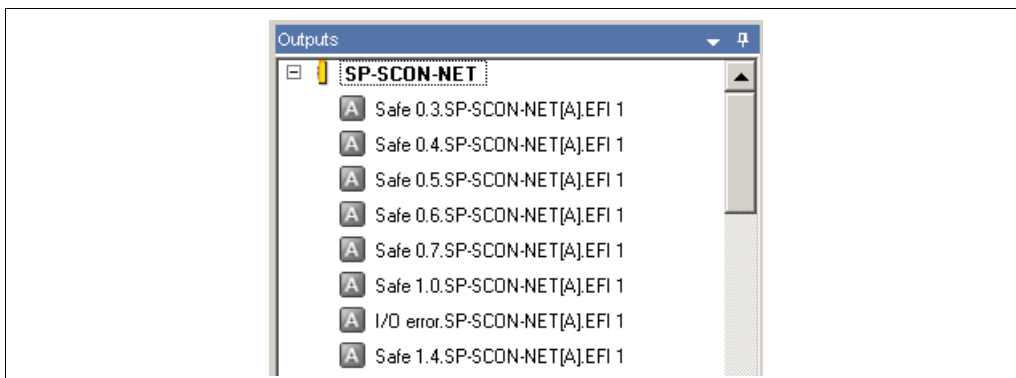 Outputs
SP-SCON-NET
A Safe 0.3.SP-SCON-NET[A].EFI 1
A Safe 0.4.SP-SCON-NET[A].EFI 1
A Safe 0.5.SP-SCON-NET[A].EFI 1
A Safe 0.6.SP-SCON-NET[A].EFI 1
A Safe 0.7.SP-SCON-NET[A].EFI 1
A Safe 1.0.SP-SCON-NET[A].EFI 1
A I/O error.SP-SCON-NET[A].EFI 1
A Safe 1.4.SP-SCON-NET[A].EFI 1